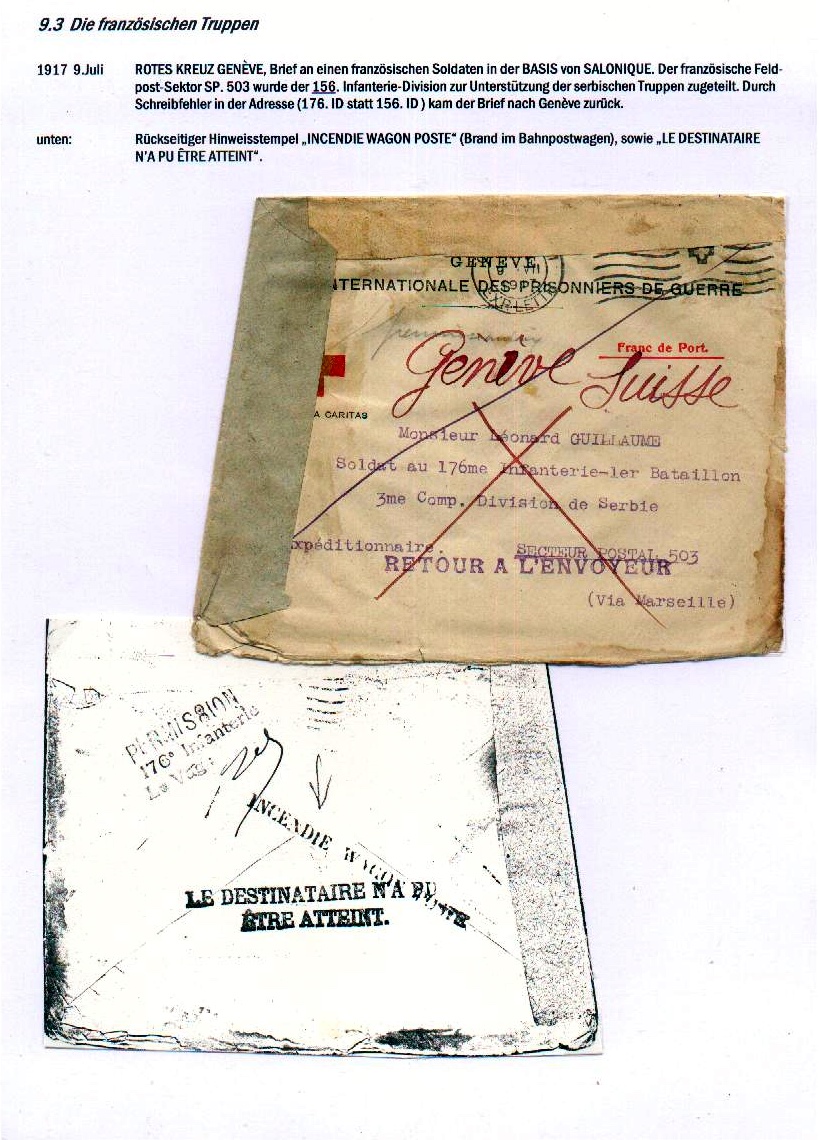 9.3 Die französischen Truppen
1917 9.Juli ROTES KREUZ GENÈVE, Brief an einen französischen Soldaten in der BASIS von SALONIQUE. Der französische Feld-
post-Sektor SP. 503 wurde der 156. Infanterie-Division zur Unterstützung der serbischen Truppen zugeteilt. Durch
Schreibfehler in der Adresse (176. ID statt 156. ID ) kam der Brief nach Genève zurück.
unten: Rückseitiger Hinweisstempel „INCENDIE WAGON POSTE“ (Brand im Bahnpostwagen), sowie „LE DESTINATAIRE
N'A PU ÊTRE ATTEINT“.
GENÈVE
TERNATIONALE DES PRISONNIERS DE GUERRE
Franc de Port.
Genève Suisse
A CARITAS
Monsieur Léonard GUILLAUME
Soldat au 176me Infanterie-1er Bataillon
3me Comp. Division de Serbie
xpéditionnaire. SECTEUR POSTAL 503
RETOUR A L'ENVOYEUR
(Via Marseille)
PERMISSION
176e Infanterie
Le Vag:
INCENDIE WAGON POSTE
LE DESTINATAIRE N'A PU
ÊTRE ATTEINT.